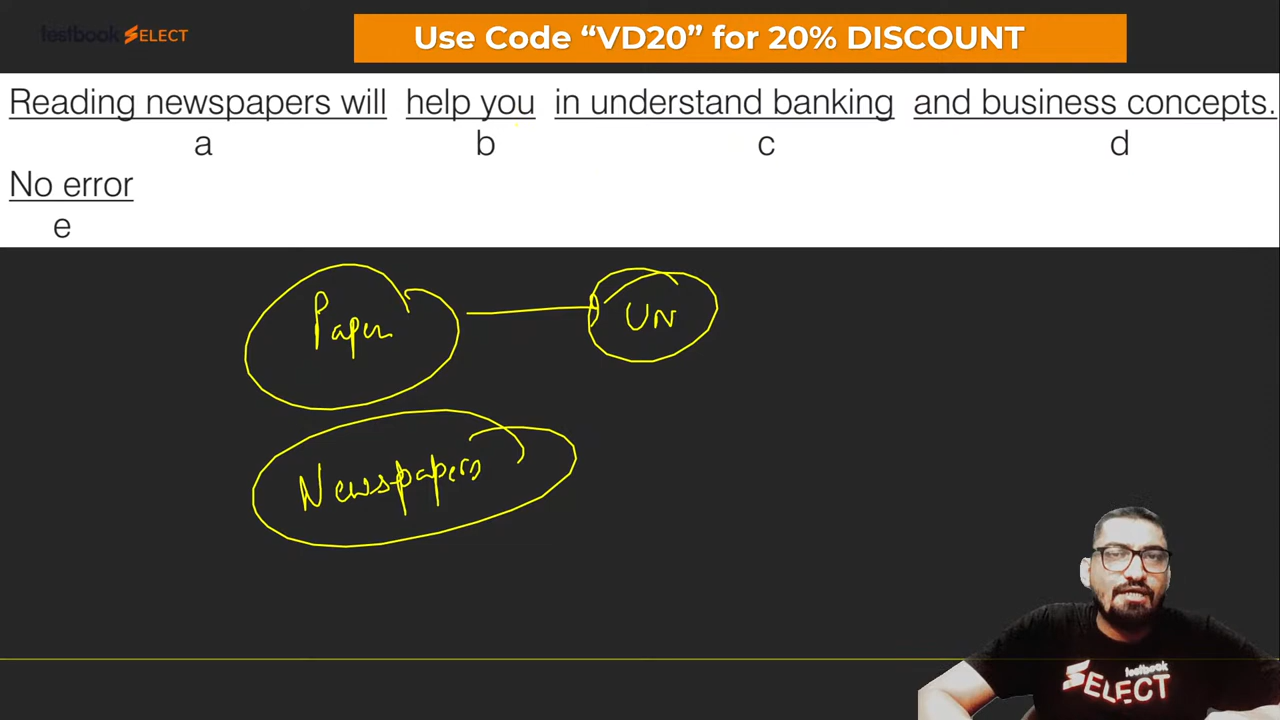 testbook SELECT
Use Code “VD20” for 20% DISCOUNT
Reading newspapers will help you in understand banking and business concepts.
a b c d
No error
e
Paper UN
Newspapers
testbook
SELECT